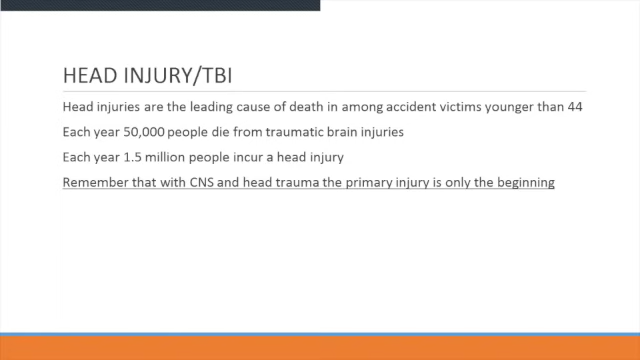 HEAD INJURY/TBI
Head injuries are the leading cause of death in among accident victims younger than 44
Each year 50,000 people die from traumatic brain injuries
Each year 1.5 million people incur a head injury
Remember that with CNS and head trauma the primary injury is only the beginning